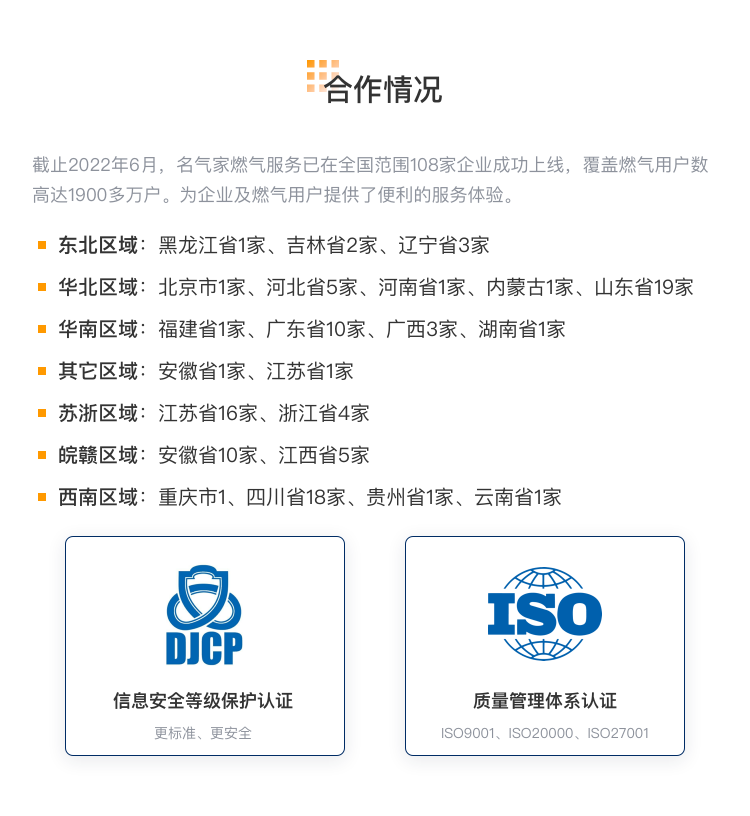 合作情况
截止2022年6月，名气家燃气服务已在全国范围108家企业成功上线，覆盖燃气用户数
高达1900多万户。为企业及燃气用户提供了便利的服务体验。
东北区域：黑龙江省1家、吉林省2家、辽宁省3家
华北区域：北京市1家、河北省5家、河南省1家、内蒙古1家、山东省19家
华南区域：福建省1家、广东省10家、广西3家、湖南省1家
其它区域：安徽省1家、江苏省1家
苏浙区域：江苏省16家、浙江省4家
皖赣区域：安徽省10家、江西省5家
西南区域：重庆市1、四川省18家、贵州省1家、云南省1家
DJCP
信息安全等级保护认证
更标准、更安全
ISO
质量管理体系认证
ISO9001、ISO20000、ISO27001